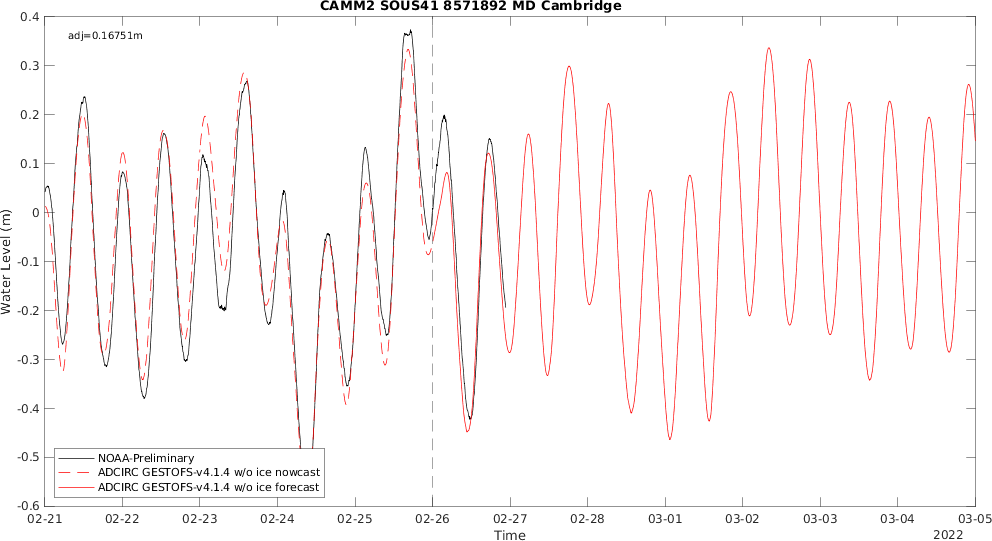 CAMM2 SOUS41 8571892 MD Cambridge
adj=0.16751m
0.4
0.3
0.2
0.1
0
-0.1
-0.2
-0.3
-0.4
-0.5
-0.6
Water Level (m)
NOAA-Preliminary
ADCIRC GESTOFS-v4.1.4 w/o ice nowcast
ADCIRC GESTOFS-v4.1.4 w/o ice forecast
02-21 02-22 02-23 02-24 02-25 02-26 02-27 02-28 03-01 03-02 03-03 03-04 03-05
Time
2022